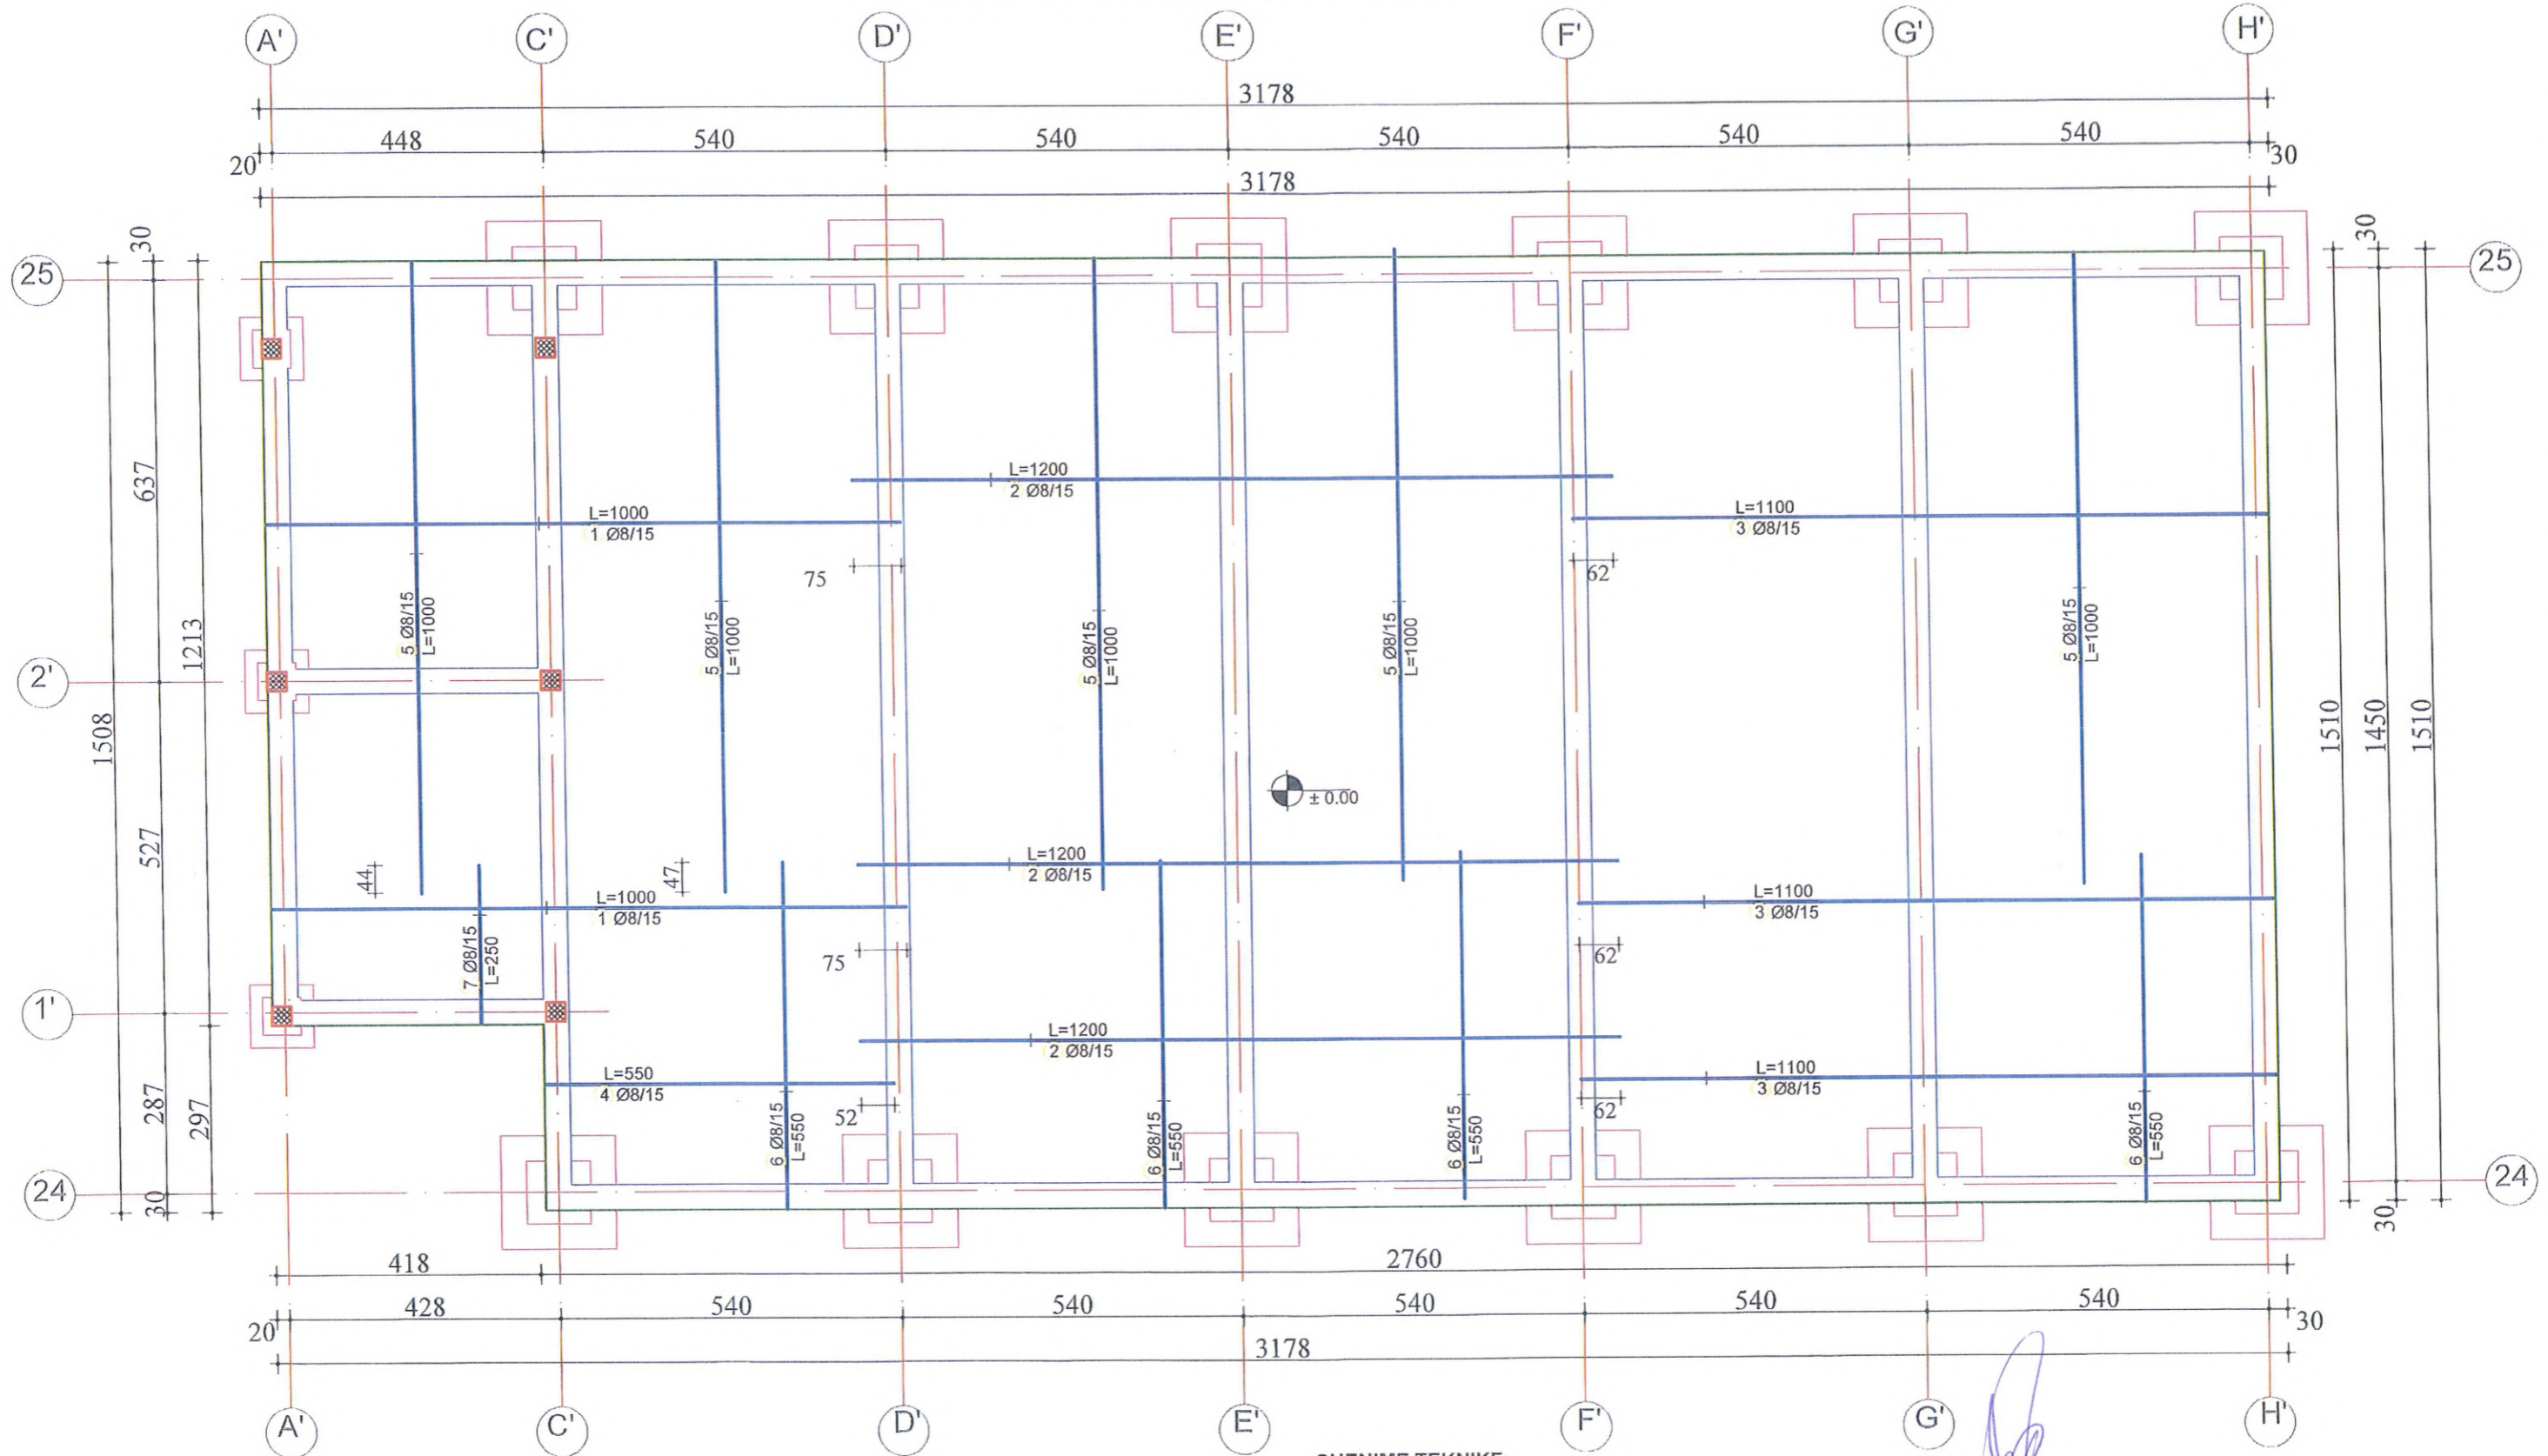 A' C' D' E' F' G' H'
3178
448 540 540 540 540 540
20 30
3178
30 30
25 25
L=1200
2 Ø8/15
637
L=1000
1 Ø8/15
L=1100
3 Ø8/15
75 62
5 Ø8/15
L=1000
5 Ø8/15
L=1000
5 Ø8/15
L=1000
5 Ø8/15
L=1000
5 Ø8/15
L=1000
1213
2'
1508 1510 1450 1510
± 0.00
527
L=1200
2 Ø8/15
44 47
L=1000
1 Ø8/15
L=1100
3 Ø8/15
7 Ø8/15
L=250
75 62
1'
L=1200
2 Ø8/15
L=550
4 Ø8/15
L=1100
3 Ø8/15
287 297
52 62
6 Ø8/15
L=550
6 Ø8/15
L=550
6 Ø8/15
L=550
6 Ø8/15
L=550
24 24
30 30
418 2760
428 540 540 540 540 540
20 30
3178
A' C' D' E' F' G' H'